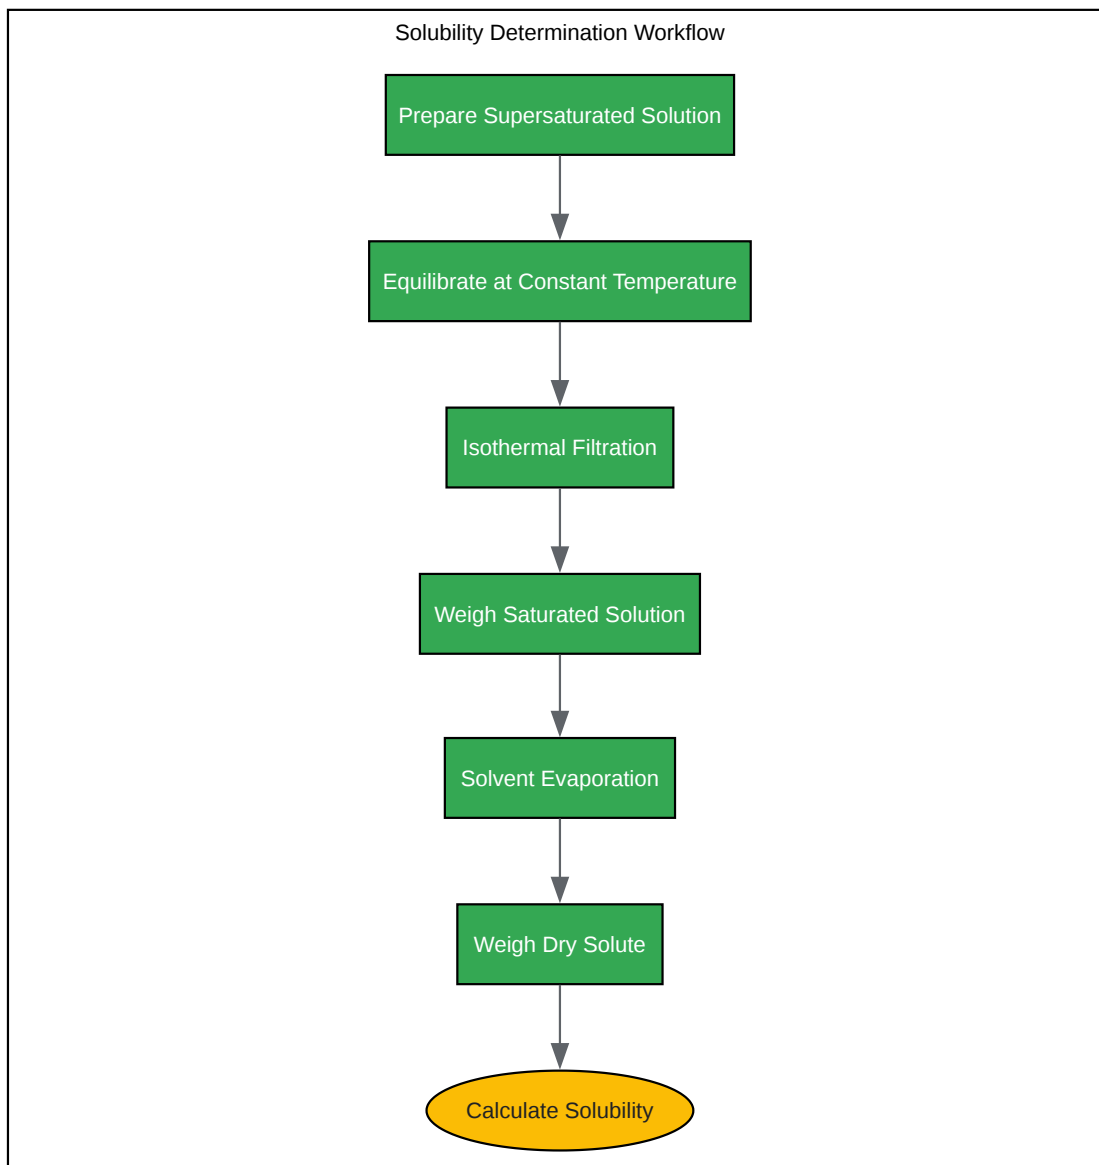 Solubility Determination Workflow
Prepare Supersaturated Solution
Equilibrate at Constant Temperature
Isothermal Filtration
Weigh Saturated Solution
Solvent Evaporation
Weigh Dry Solute
Calculate Solubility